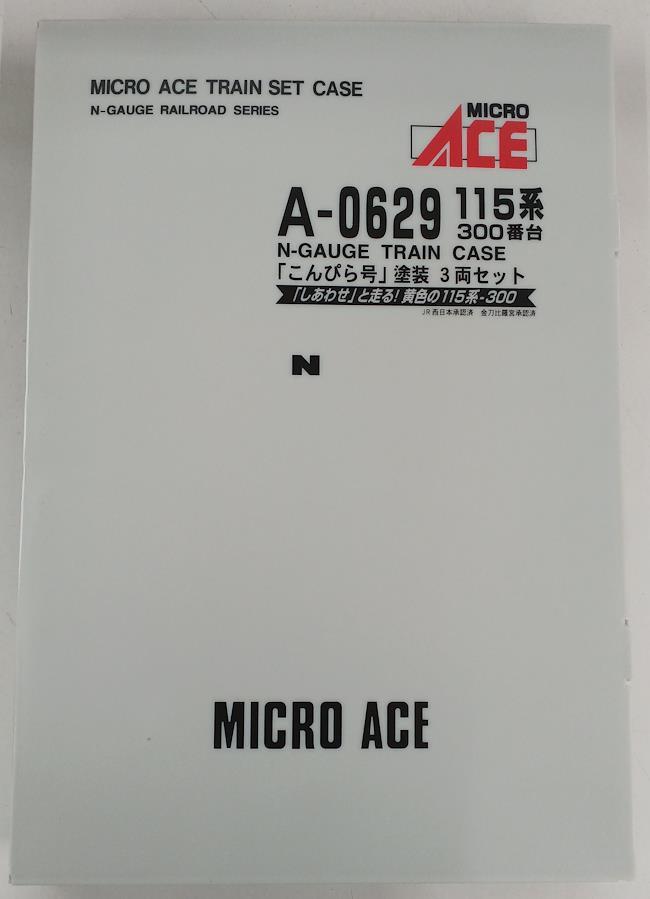 MICRO ACE TRAIN SET CASE
N-GAUGE RAILROAD SERIES
MICRO
ACE
A-0629 115系
300番台
N-GAUGE TRAIN CASE
「こんぴら号」塗装 3両セット
「しあわせ」と走る!黄色の115系-300
JR西日本承認済 金刀比羅宮承認済
N
MICRO ACE